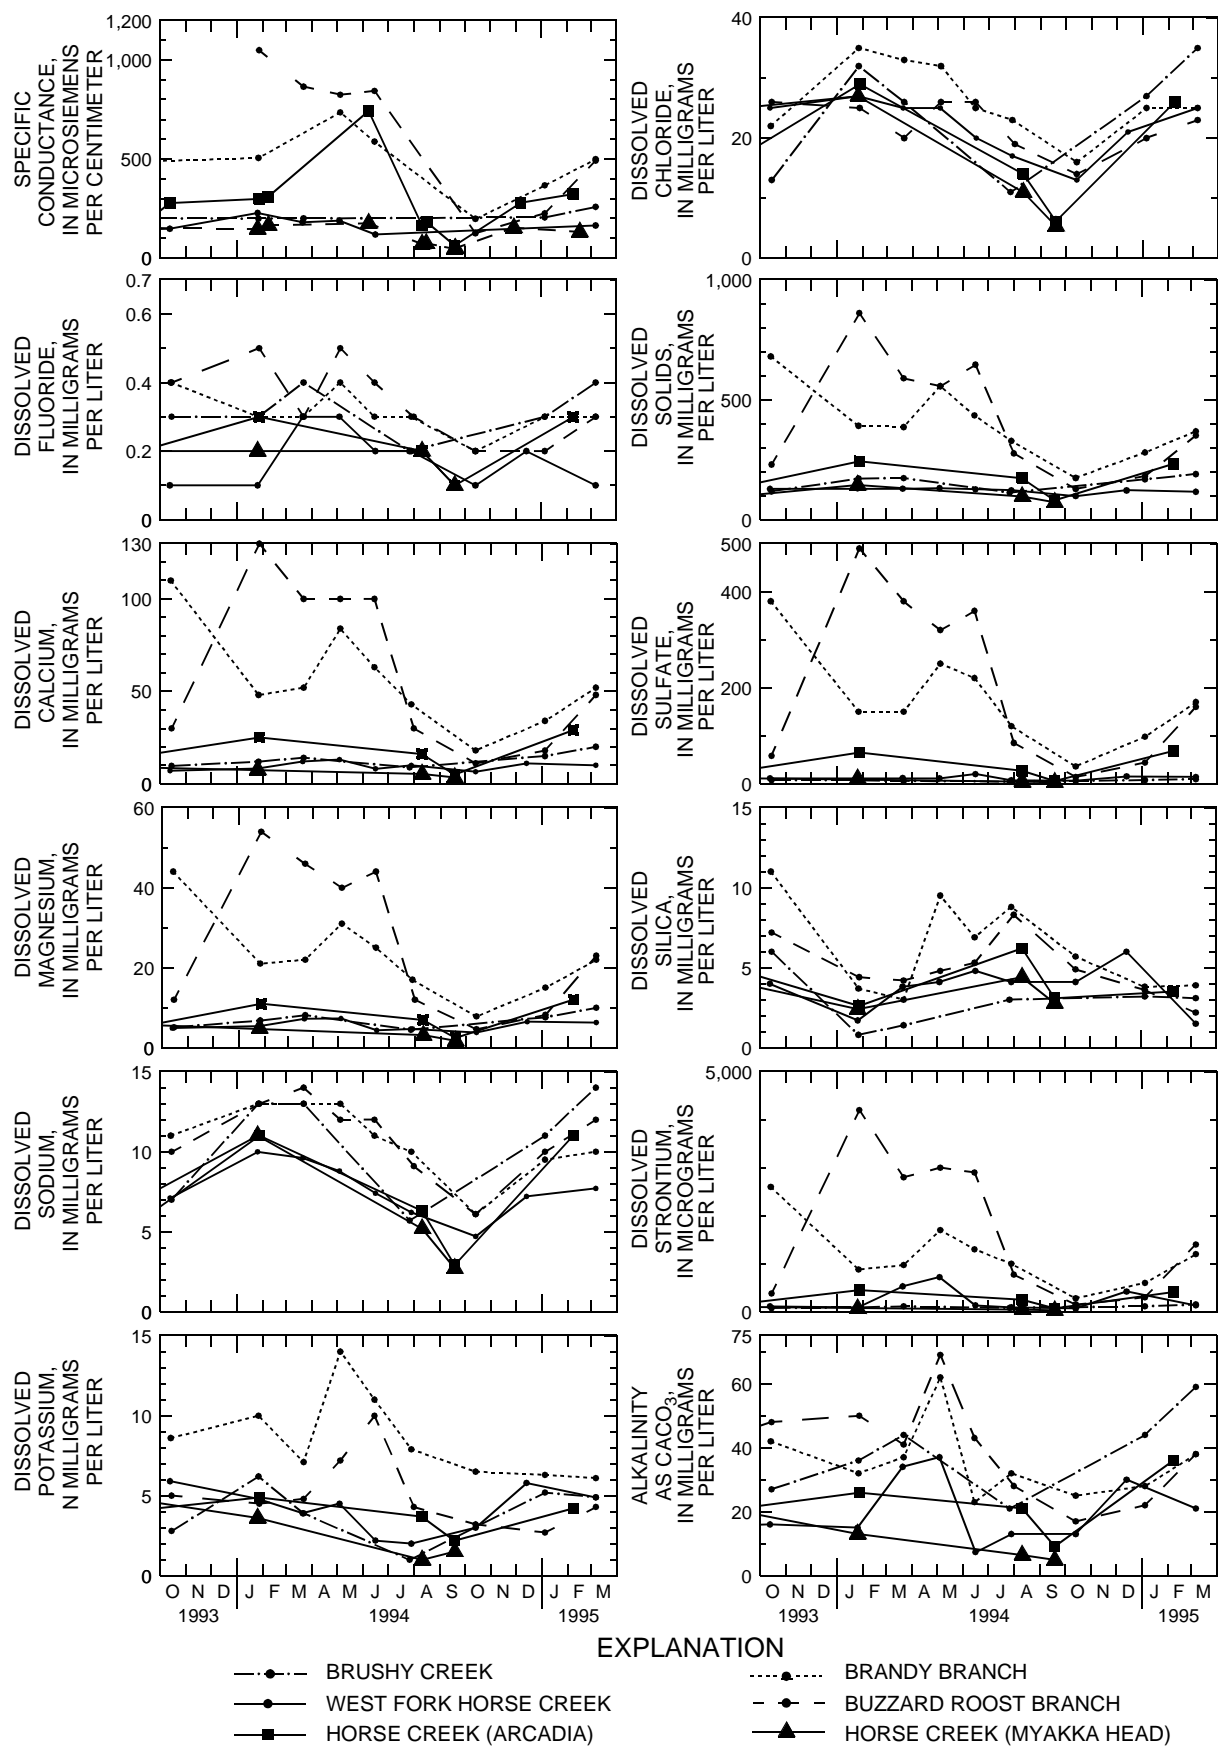 SPECIFIC
CONDUCTANCE,
IN MICROSIEMENS
PER CENTIMETER
1,200
1,000
500
0
DISSOLVED
CHLORIDE,
IN MILLIGRAMS
PER LITER
40
20
0
DISSOLVED
FLUORIDE,
IN MILLIGRAMS
PER LITER
0.7
0.6
0.4
0.2
0
DISSOLVED
SOLIDS,
IN MILLIGRAMS
PER LITER
1,000
500
0
DISSOLVED
CALCIUM,
IN MILLIGRAMS
PER LITER
130
100
50
0
DISSOLVED
SULFATE,
IN MILLIGRAMS
PER LITER
500
400
200
0
DISSOLVED
MAGNESIUM,
IN MILLIGRAMS
PER LITER
60
40
20
0
DISSOLVED
SILICA,
IN MILLIGRAMS
PER LITER
15
10
5
0
DISSOLVED
SODIUM,
IN MILLIGRAMS
PER LITER
15
10
5
0
DISSOLVED
STRONTIUM,
IN MICROGRAMS
PER LITER
5,000
0
DISSOLVED
POTASSIUM,
N MILLIGRAMS
PER LITER
15
10
5
0
O N D J F M A M J J A S O N D J F M
1993 1994 1995
ALKALINITY
AS CACO3,
IN MILLIGRAMS
PER LITER
75
60
40
20
0
O N D J F M A M J J A S O N D J F M
1993 1994 1995
EXPLANATION
BRUSHY CREEK
WEST FORK HORSE CREEK
HORSE CREEK (ARCADIA)
BRANDY BRANCH
BUZZARD ROOST BRANCH
HORSE CREEK (MYAKKA HEAD)